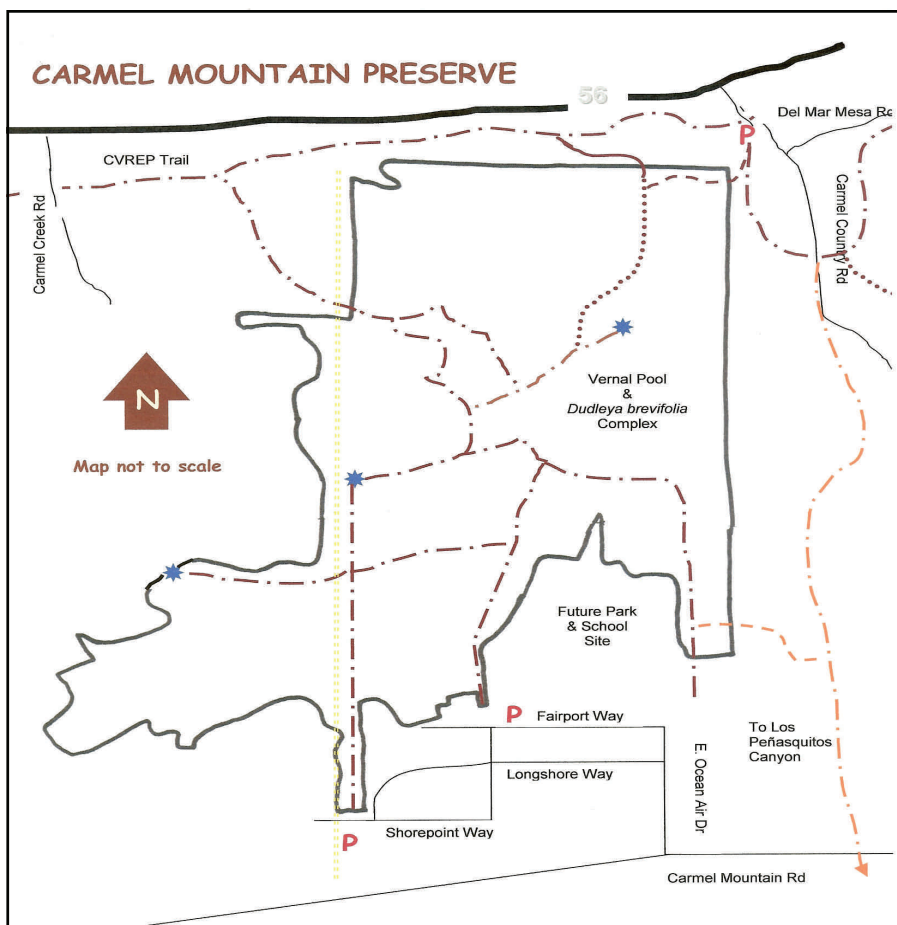 CARMEL MOUNTAIN PRESERVE
56
Del Mar Mesa Rd
P
CVREP Trail
Carmel Creek Rd
Carmel Country Rd
N
Map not to scale
Vernal Pool
&
Dudleya brevifolia
Complex
Future Park
& School
Site
P
Fairport Way
To Los
Peñasquitos
Canyon
Longshore Way
E. Ocean Air Dr
Shorepoint Way
P
Carmel Mountain Rd